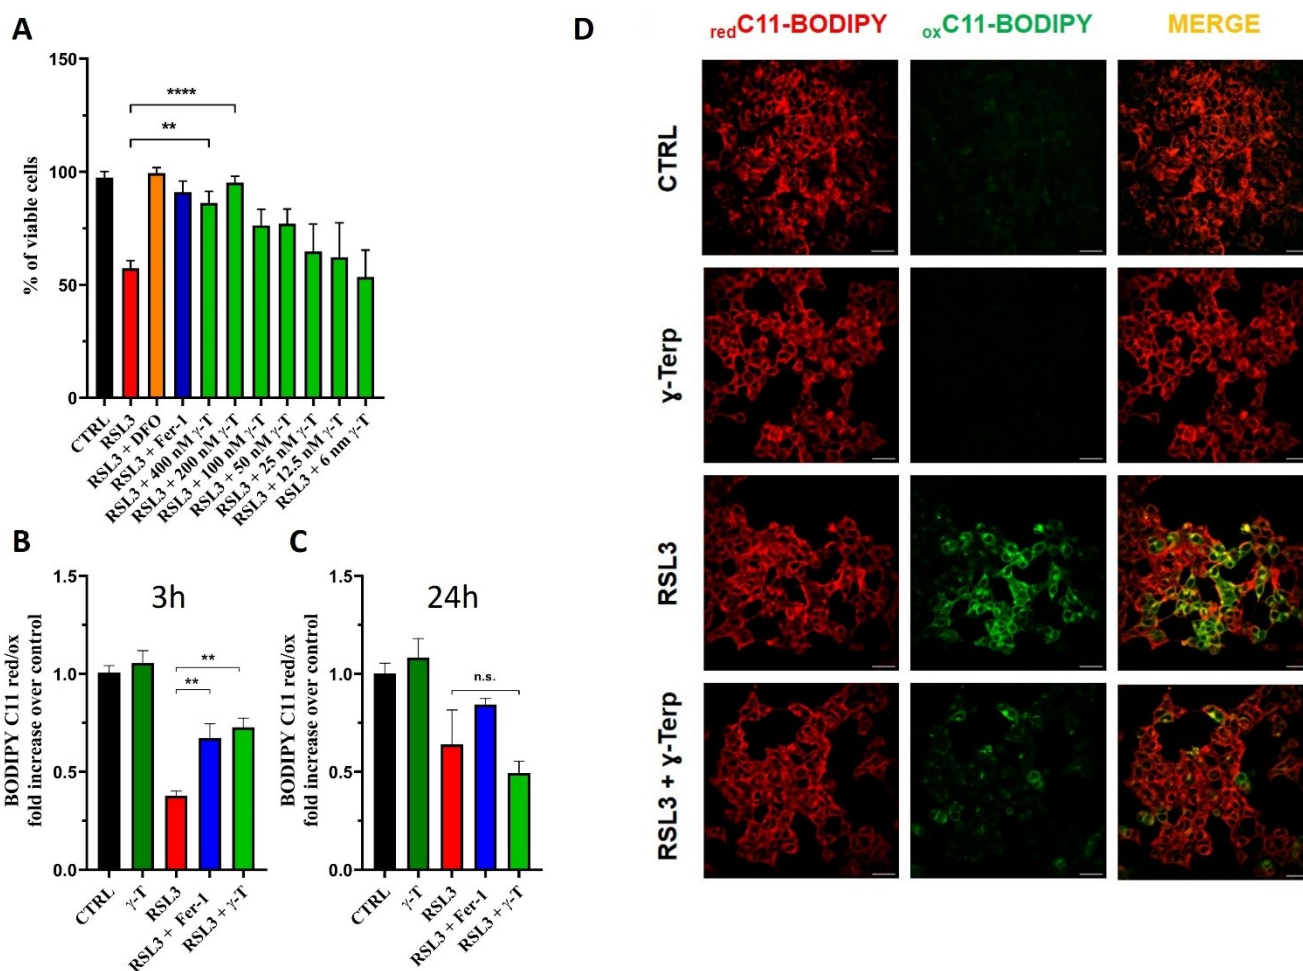 A
150
100
50
0
% of viable cells
****
**
CTRL
RSL3
RSL3 + DFO
RSL3 + Fer-1
RSL3 + 400 nM γ-T
RSL3 + 200 nM γ-T
RSL3 + 100 nM γ-T
RSL3 + 50 nM γ-T
RSL3 + 25 nM γ-T
RSL3 + 12.5 nM γ-T
RSL3 + 6 nm γ-T
B
1.5
1.0
0.5
0.0
BODIPY C11 red/ox
fold increase over control
3h
**
**
CTRL
γ-T
RSL3
RSL3 + Fer-1
RSL3 + γ-T
C
1.5
1.0
0.5
0.0
BODIPY C11 red/ox
fold increase over control
24h
n.s.
CTRL
γ-T
RSL3
RSL3 + Fer-1
RSL3 + γ-T
D
redC11-BODIPY
oxC11-BODIPY
MERGE
CTRL
ɣ-Terp
RSL3
RSL3 + ɣ-Terp